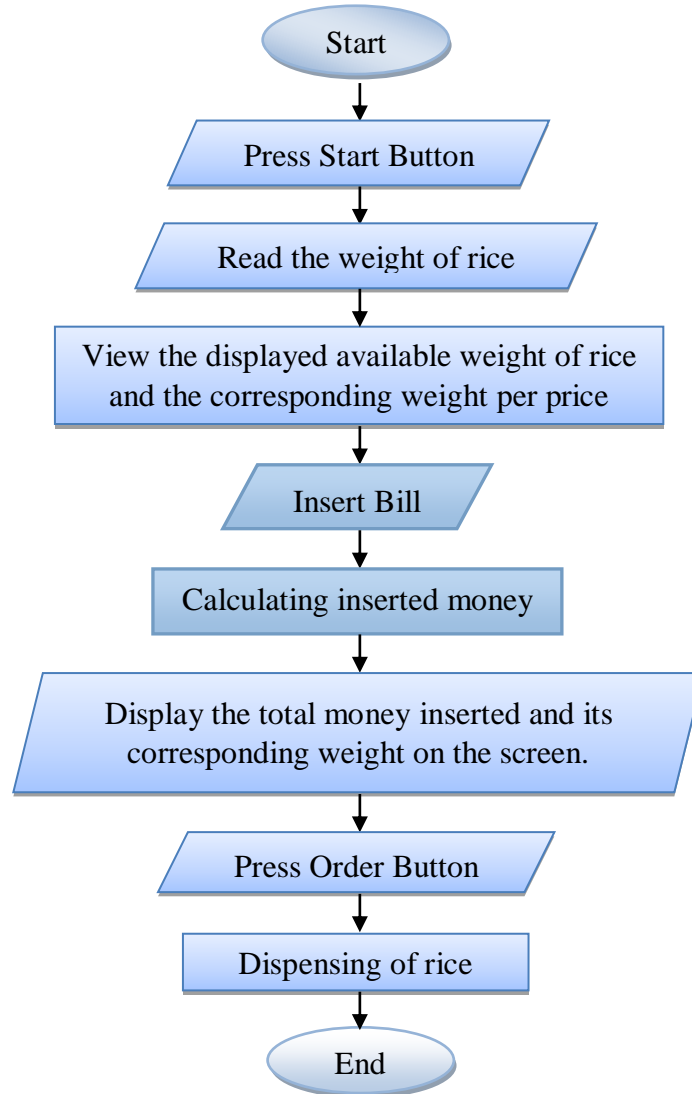 Start
Press Start Button
Read the weight of rice
View the displayed available weight of rice
and the corresponding weight per price
Insert Bill
Calculating inserted money
Display the total money inserted and its
corresponding weight on the screen.
Press Order Button
Dispensing of rice
End